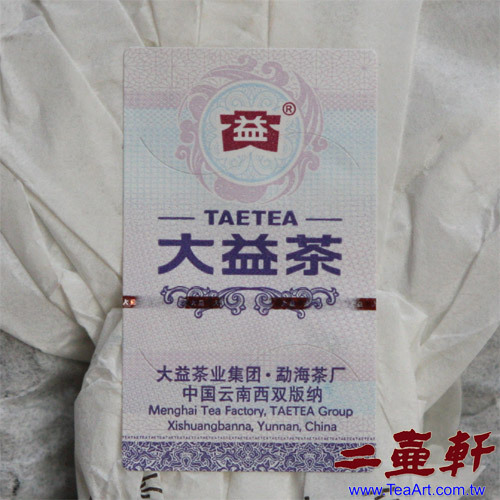 益®
TAETEA
大益茶
大益茶业集团·勐海茶厂
中国云南西双版纳
Menghai Tea Factory, TAETEA Group
Xishuangbanna, Yunnan, China
二壺軒
www.TeaArt.com.tw